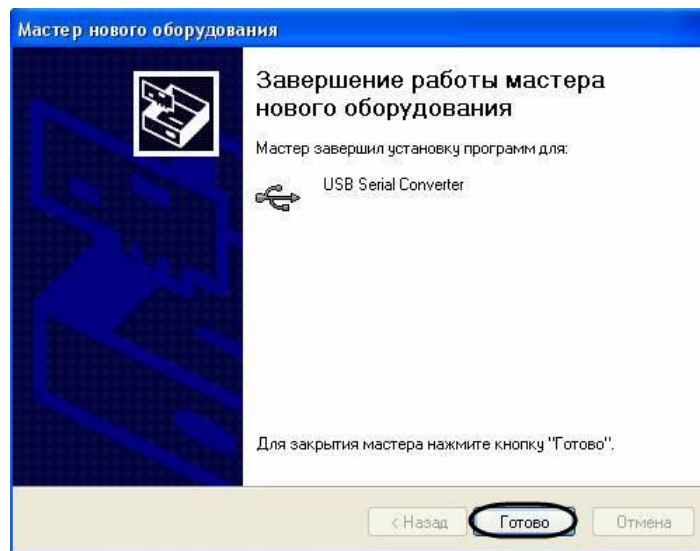 Мастер нового оборудования
Завершение работы мастера
нового оборудования
Мастер завершил установку программ для:
USB Serial Converter
Для закрытия мастера нажмите кнопку "Готово".
< Назад
Готово
Отмена